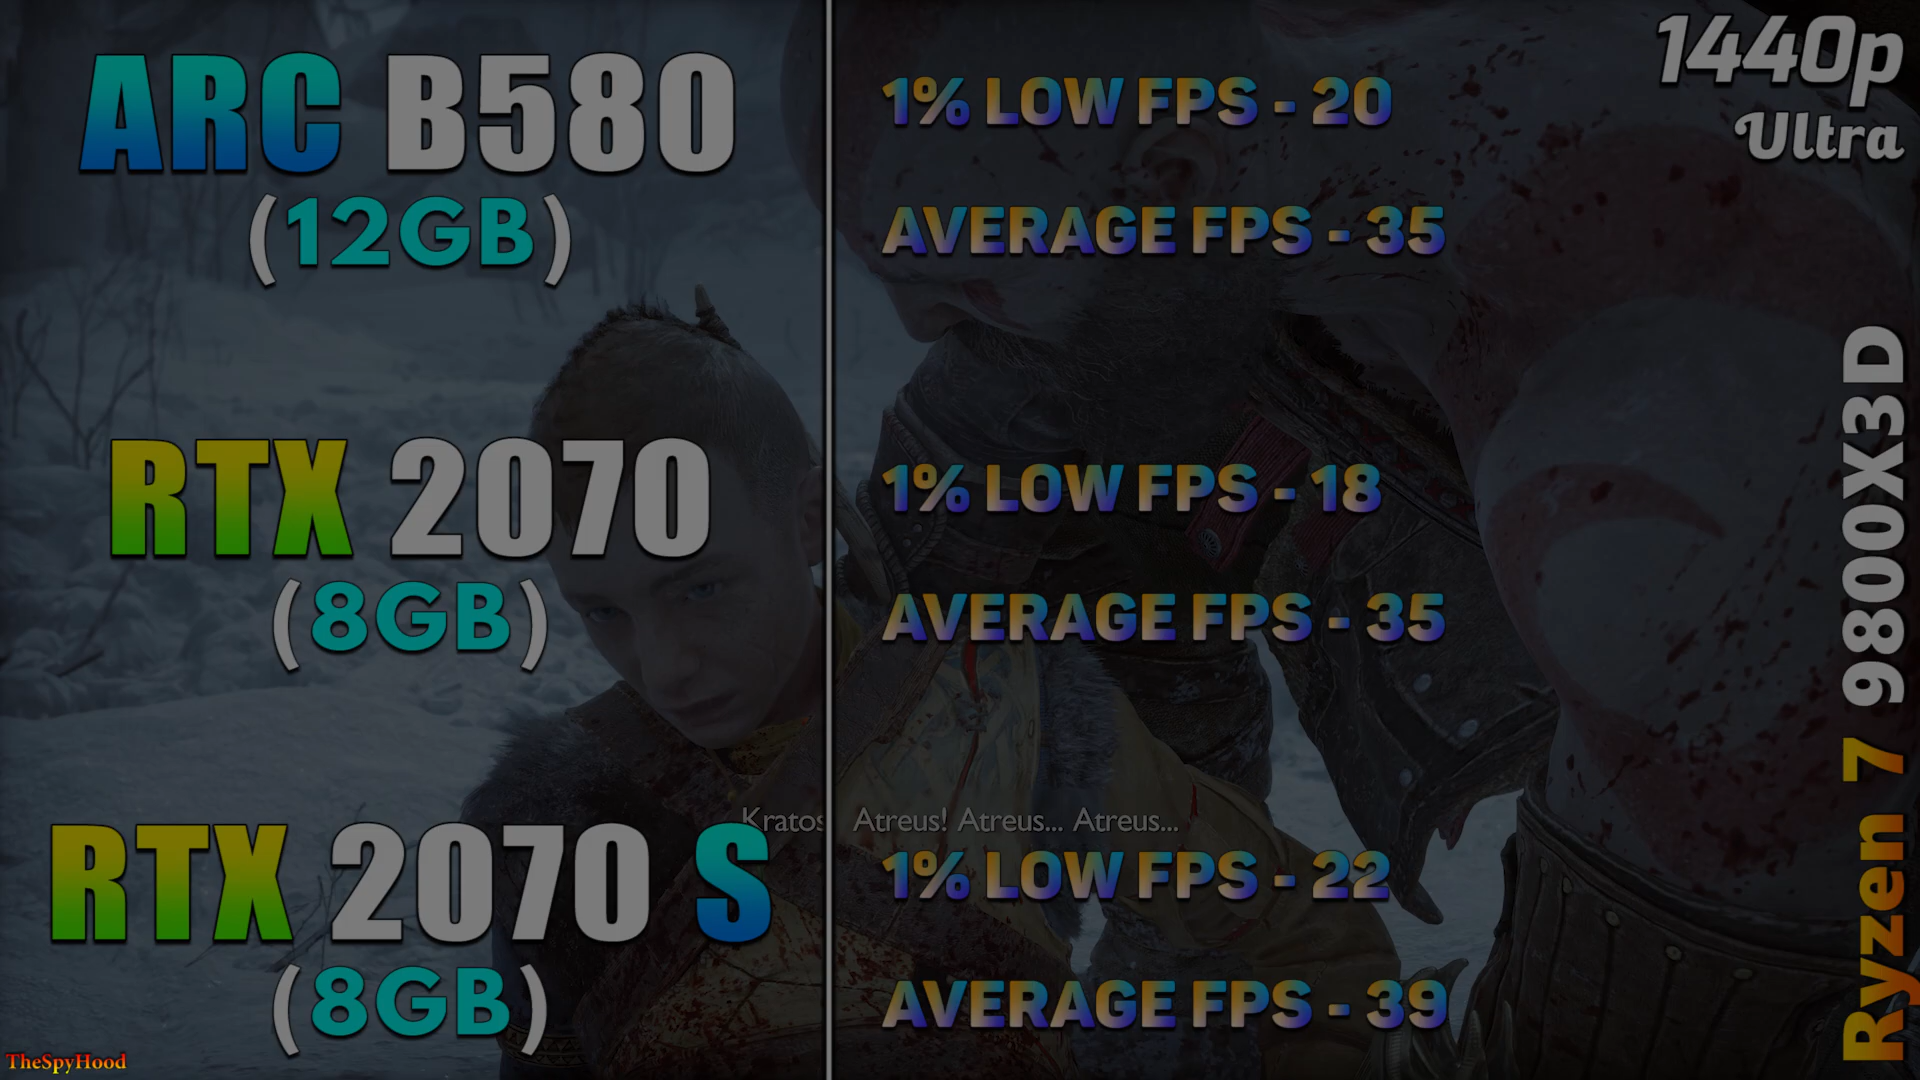 ARC B580
(12GB)
1% LOW FPS - 20
AVERAGE FPS - 35
1440p
Ultra
RTX 2070
(8GB)
1% LOW FPS - 18
AVERAGE FPS - 35
Ryzen 7 9800X3D
Kratos Atreus! Atreus... Atreus...
RTX 2070 S
(8GB)
1% LOW FPS - 22
AVERAGE FPS - 39
TheSpyHood